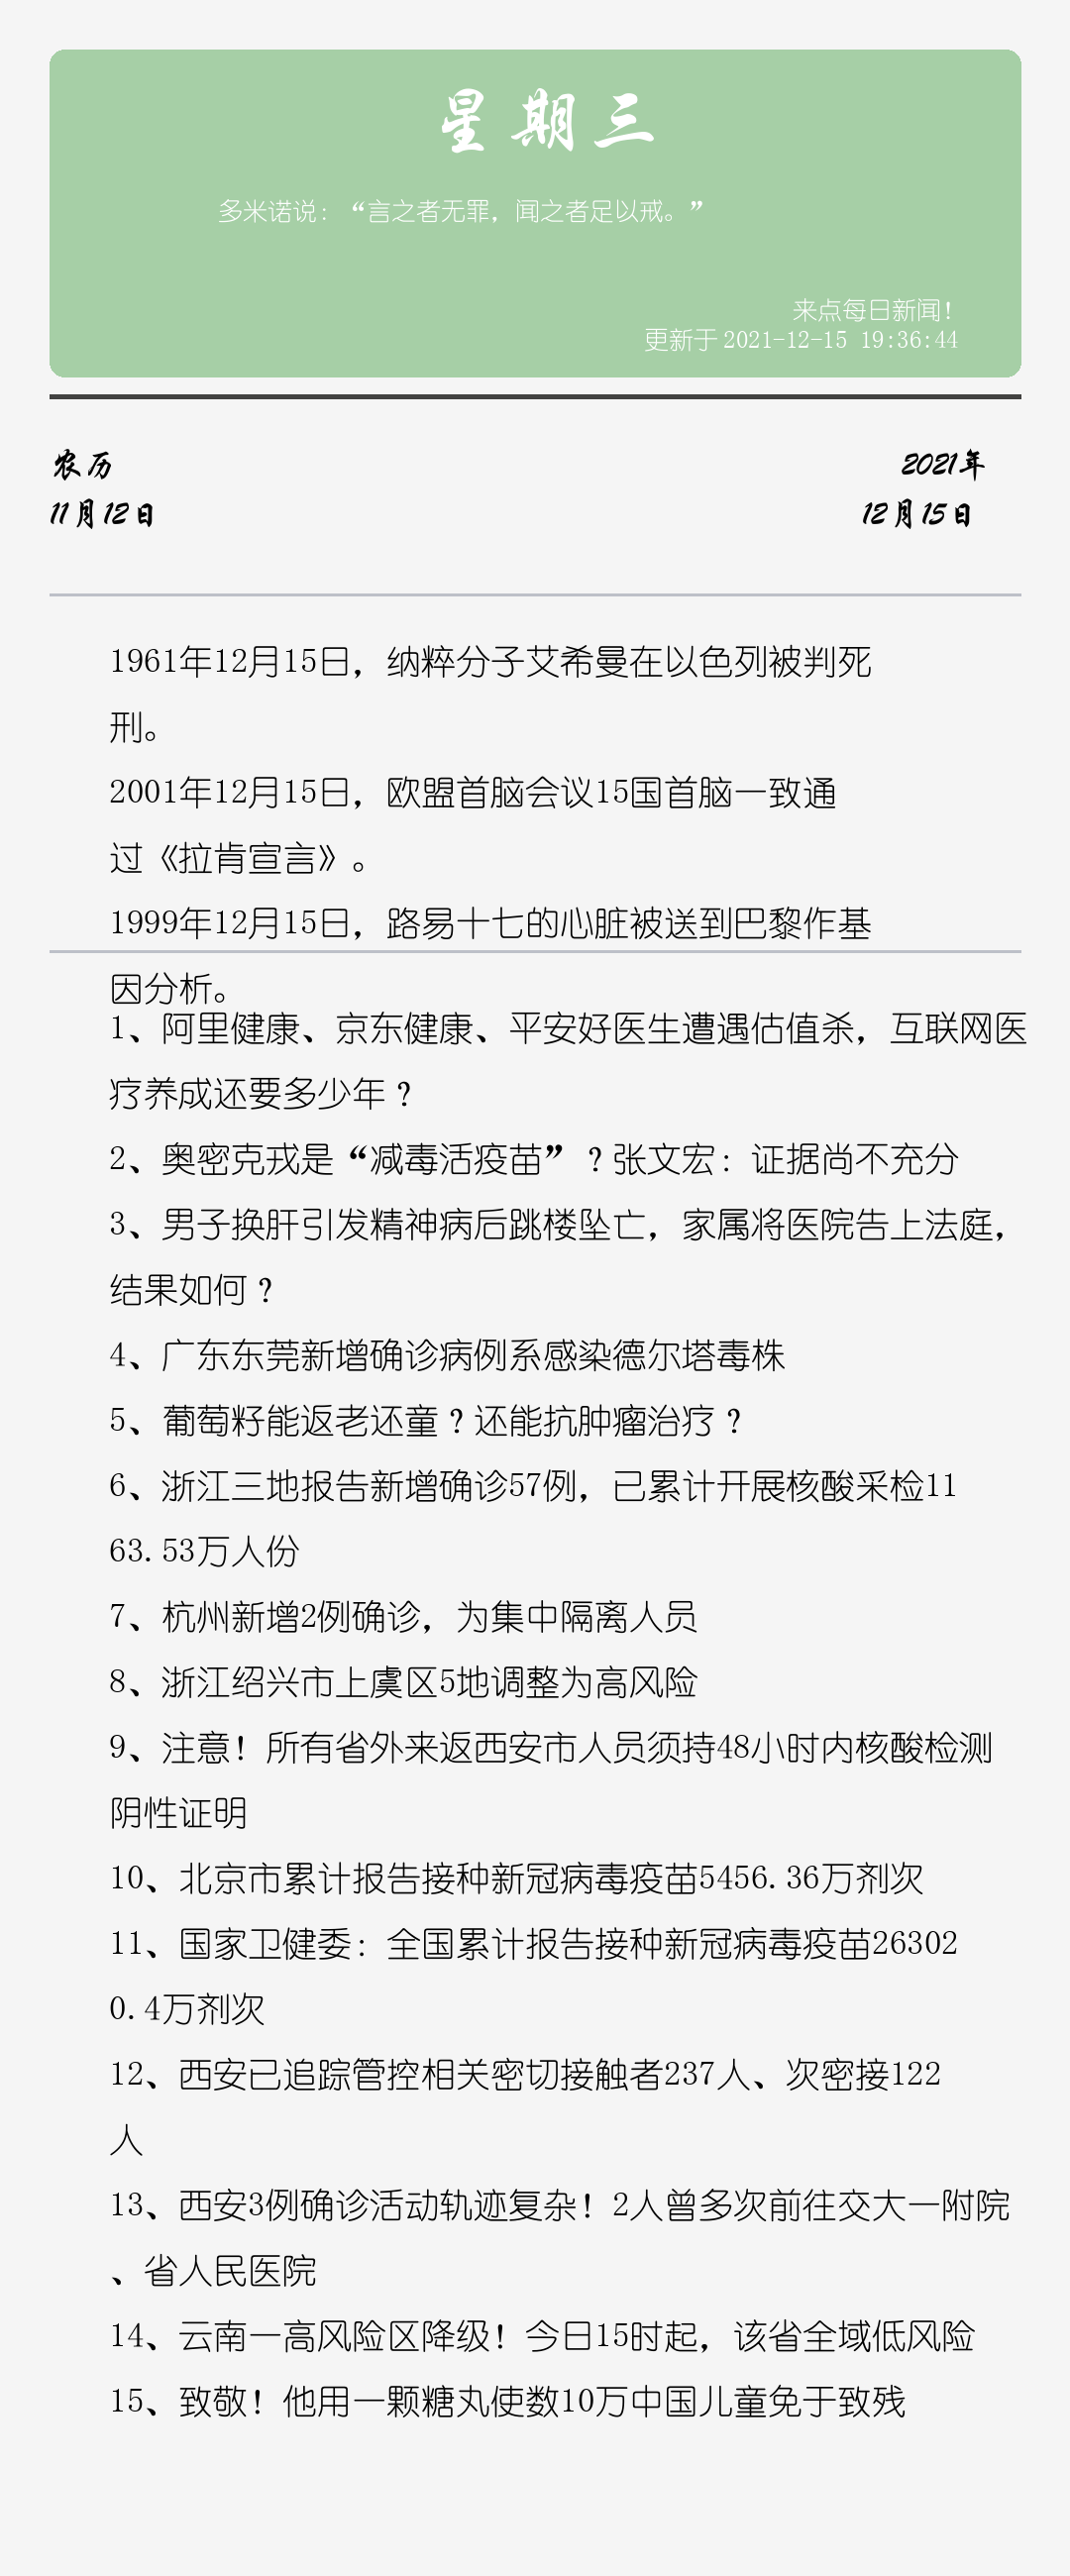 星期三
多米诺说：“言之者无罪，闻之者足以戒。”
来点每日新闻！
更新于 2021-12-15 19:36:44
农历
2021年
11月12日
12月15日
1961年12月15日，纳粹分子艾希曼在以色列被判死
刑。
2001年12月15日，欧盟首脑会议15国首脑一致通
过《拉肯宣言》。
1999年12月15日，路易十七的心脏被送到巴黎作基
因分析。
1、阿里健康、京东健康、平安好医生遭遇估值杀，互联网医
疗养成还要多少年？
2、奥密克戎是“减毒活疫苗”？张文宏：证据尚不充分
3、男子换肝引发精神病后跳楼坠亡，家属将医院告上法庭，
结果如何？
4、广东东莞新增确诊病例系感染德尔塔毒株
5、葡萄籽能返老还童？还能抗肿瘤治疗？
6、浙江三地报告新增确诊57例，已累计开展核酸采检11
63.53万人份
7、杭州新增2例确诊，为集中隔离人员
8、浙江绍兴市上虞区5地调整为高风险
9、注意！所有省外来返西安市人员须持48小时内核酸检测
阴性证明
10、北京市累计报告接种新冠病毒疫苗5456.36万剂次
11、国家卫健委：全国累计报告接种新冠病毒疫苗26302
0.4万剂次
12、西安已追踪管控相关密切接触者237人、次密接122
人
13、西安3例确诊活动轨迹复杂！2人曾多次前往交大一附院
、省人民医院
14、云南一高风险区降级！今日15时起，该省全域低风险
15、致敬！他用一颗糖丸使数10万中国儿童免于致残